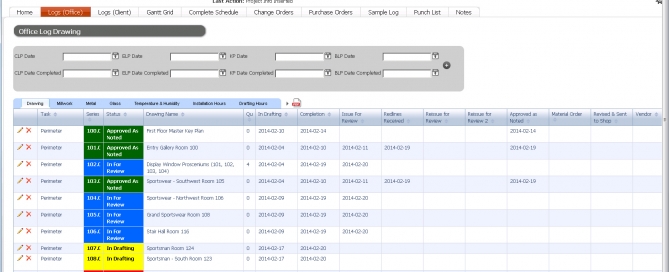 Last Action: Project Info Inserted
Home Logs (Office) Logs (Client) Gantt Grid Complete Schedule Change Orders Purchase Orders Sample Log Punch List Notes
Office Log Drawing
CLP Date ELP Date KP Date BLP Date
CLP Date Completed ELP Date Completed KP Date Completed BLP Date Completed
Drawing Millwork Metal Glass Temperature & Humidity Installation Hours Drafting Hours
Task Series Status Drawing Name Qu In Drafting Completion Issue For Review Redlines Received Reissue for Review Reissue for Review 2 Approved as Noted Material Order Revised & Sent to Shop Vendor
Perimeter 100.( Approved As Noted First Floor Master Key Plan 0 2014-02-10 2014-02-14 2014-02-14
Perimeter 101.( Approved As Noted Entry Gallery Room 100 0 2014-02-04 2014-02-10 2014-02-11 2014-02-19 2014-02-19
Perimeter 102.( In For Review Display Window Prosceniums (101, 102, 103, 104) 4 2014-02-04 2014-02-19 2014-02-20
Perimeter 103.( Approved As Noted Sportswear - Southwest Room 105 0 2014-02-04 2014-02-10 2014-02-11 2014-02-19 2014-02-19
Perimeter 104.( In For Review Sportswear - Northwest Room 106 0 2014-02-09 2014-02-19 2014-02-20
Perimeter 105.( In For Review Grand Sportswear Room 108 0 2014-02-09 2014-02-19 2014-02-20
Perimeter 106.( In For Review Stair Hall Room 116 0 2014-02-09 2014-02-19 2014-02-20
Perimeter 107.( In Drafting Sportsman Room 124 0 2014-02-17 2014-02-20
Perimeter 108.( In Drafting Sportsman - South Room 123 0 2014-02-17 2014-02-20